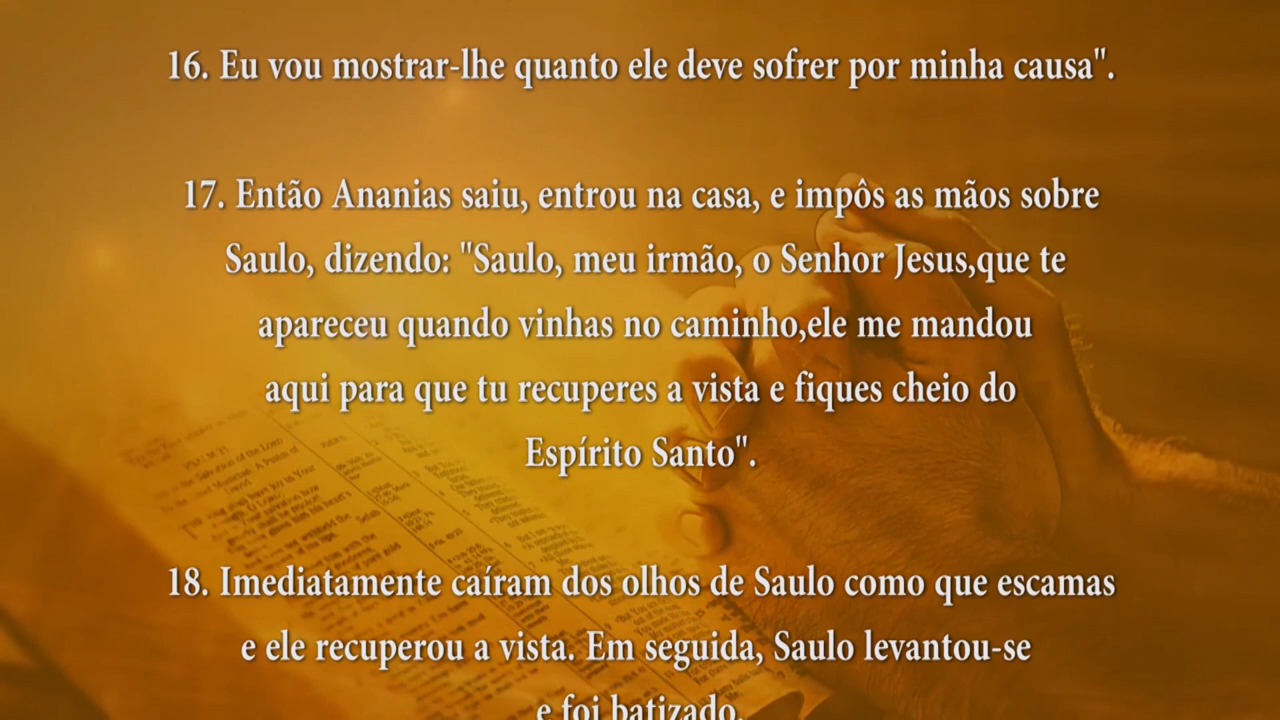 16. Eu vou mostrar-lhe quanto ele deve sofrer por minha causa".
17. Então Ananias saiu, entrou na casa, e impôs as mãos sobre
Saulo, dizendo: "Saulo, meu irmão, o Senhor Jesus,que te
apareceu quando vinhas no caminho,ele me mandou
aqui para que tu recuperes a vista e fiques cheio do
Espírito Santo".
18. Imediatamente caíram dos olhos de Saulo como que escamas
e ele recuperou a vista. Em seguida, Saulo levantou-se
e foi batizado.